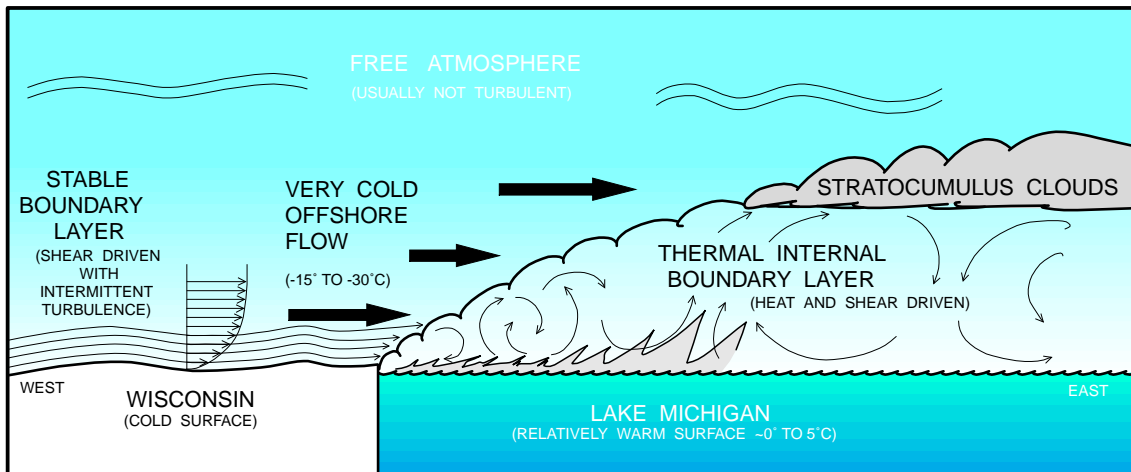 FREE ATMOSPHERE
(USUALLY NOT TURBULENT)
STABLE
BOUNDARY
LAYER
(SHEAR DRIVEN
WITH
INTERMITTENT
TURBULENCE)
VERY COLD
OFFSHORE
FLOW
(-15˚ TO -30˚C)
STRATOCUMULUS CLOUDS
THERMAL INTERNAL
BOUNDARY LAYER
(HEAT AND SHEAR DRIVEN)
WEST
WISCONSIN
(COLD SURFACE)
EAST
LAKE MICHIGAN
(RELATIVELY WARM SURFACE ~0˚ TO 5˚C)